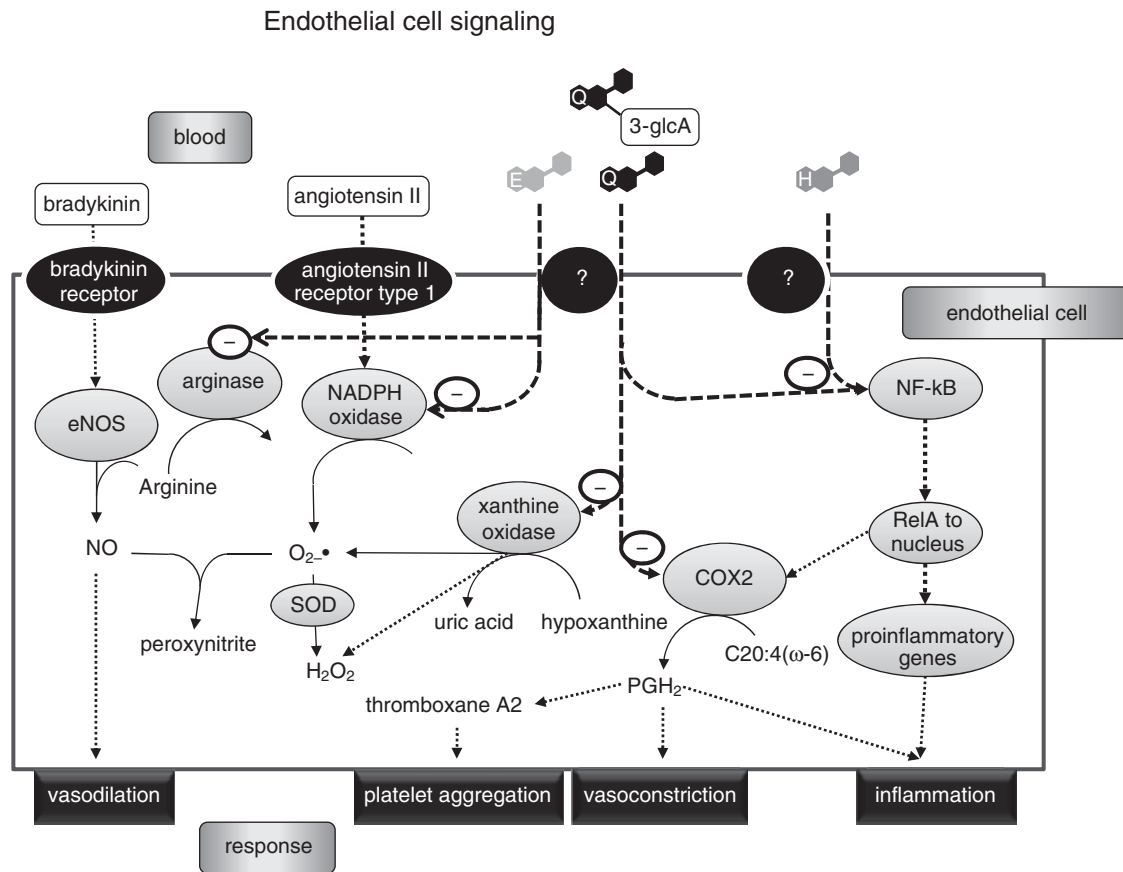 Endothelial cell signaling
Q
3-glcA
blood
E
Q
H
bradykinin
angiotensin II
bradykinin
receptor
angiotensin II
receptor type 1
?
?
endothelial cell
–
arginase
NADPH
oxidase
–
–
NF-kB
eNOS
Arginine
xanthine
oxidase
–
RelA to
nucleus
NO
O₂–•
–
COX2
SOD
uric acid
hypoxanthine
peroxynitrite
C20:4(ω-6)
proinflammatory
genes
H₂O₂
PGH₂
thromboxane A2
vasodilation
platelet aggregation
vasoconstriction
inflammation
response